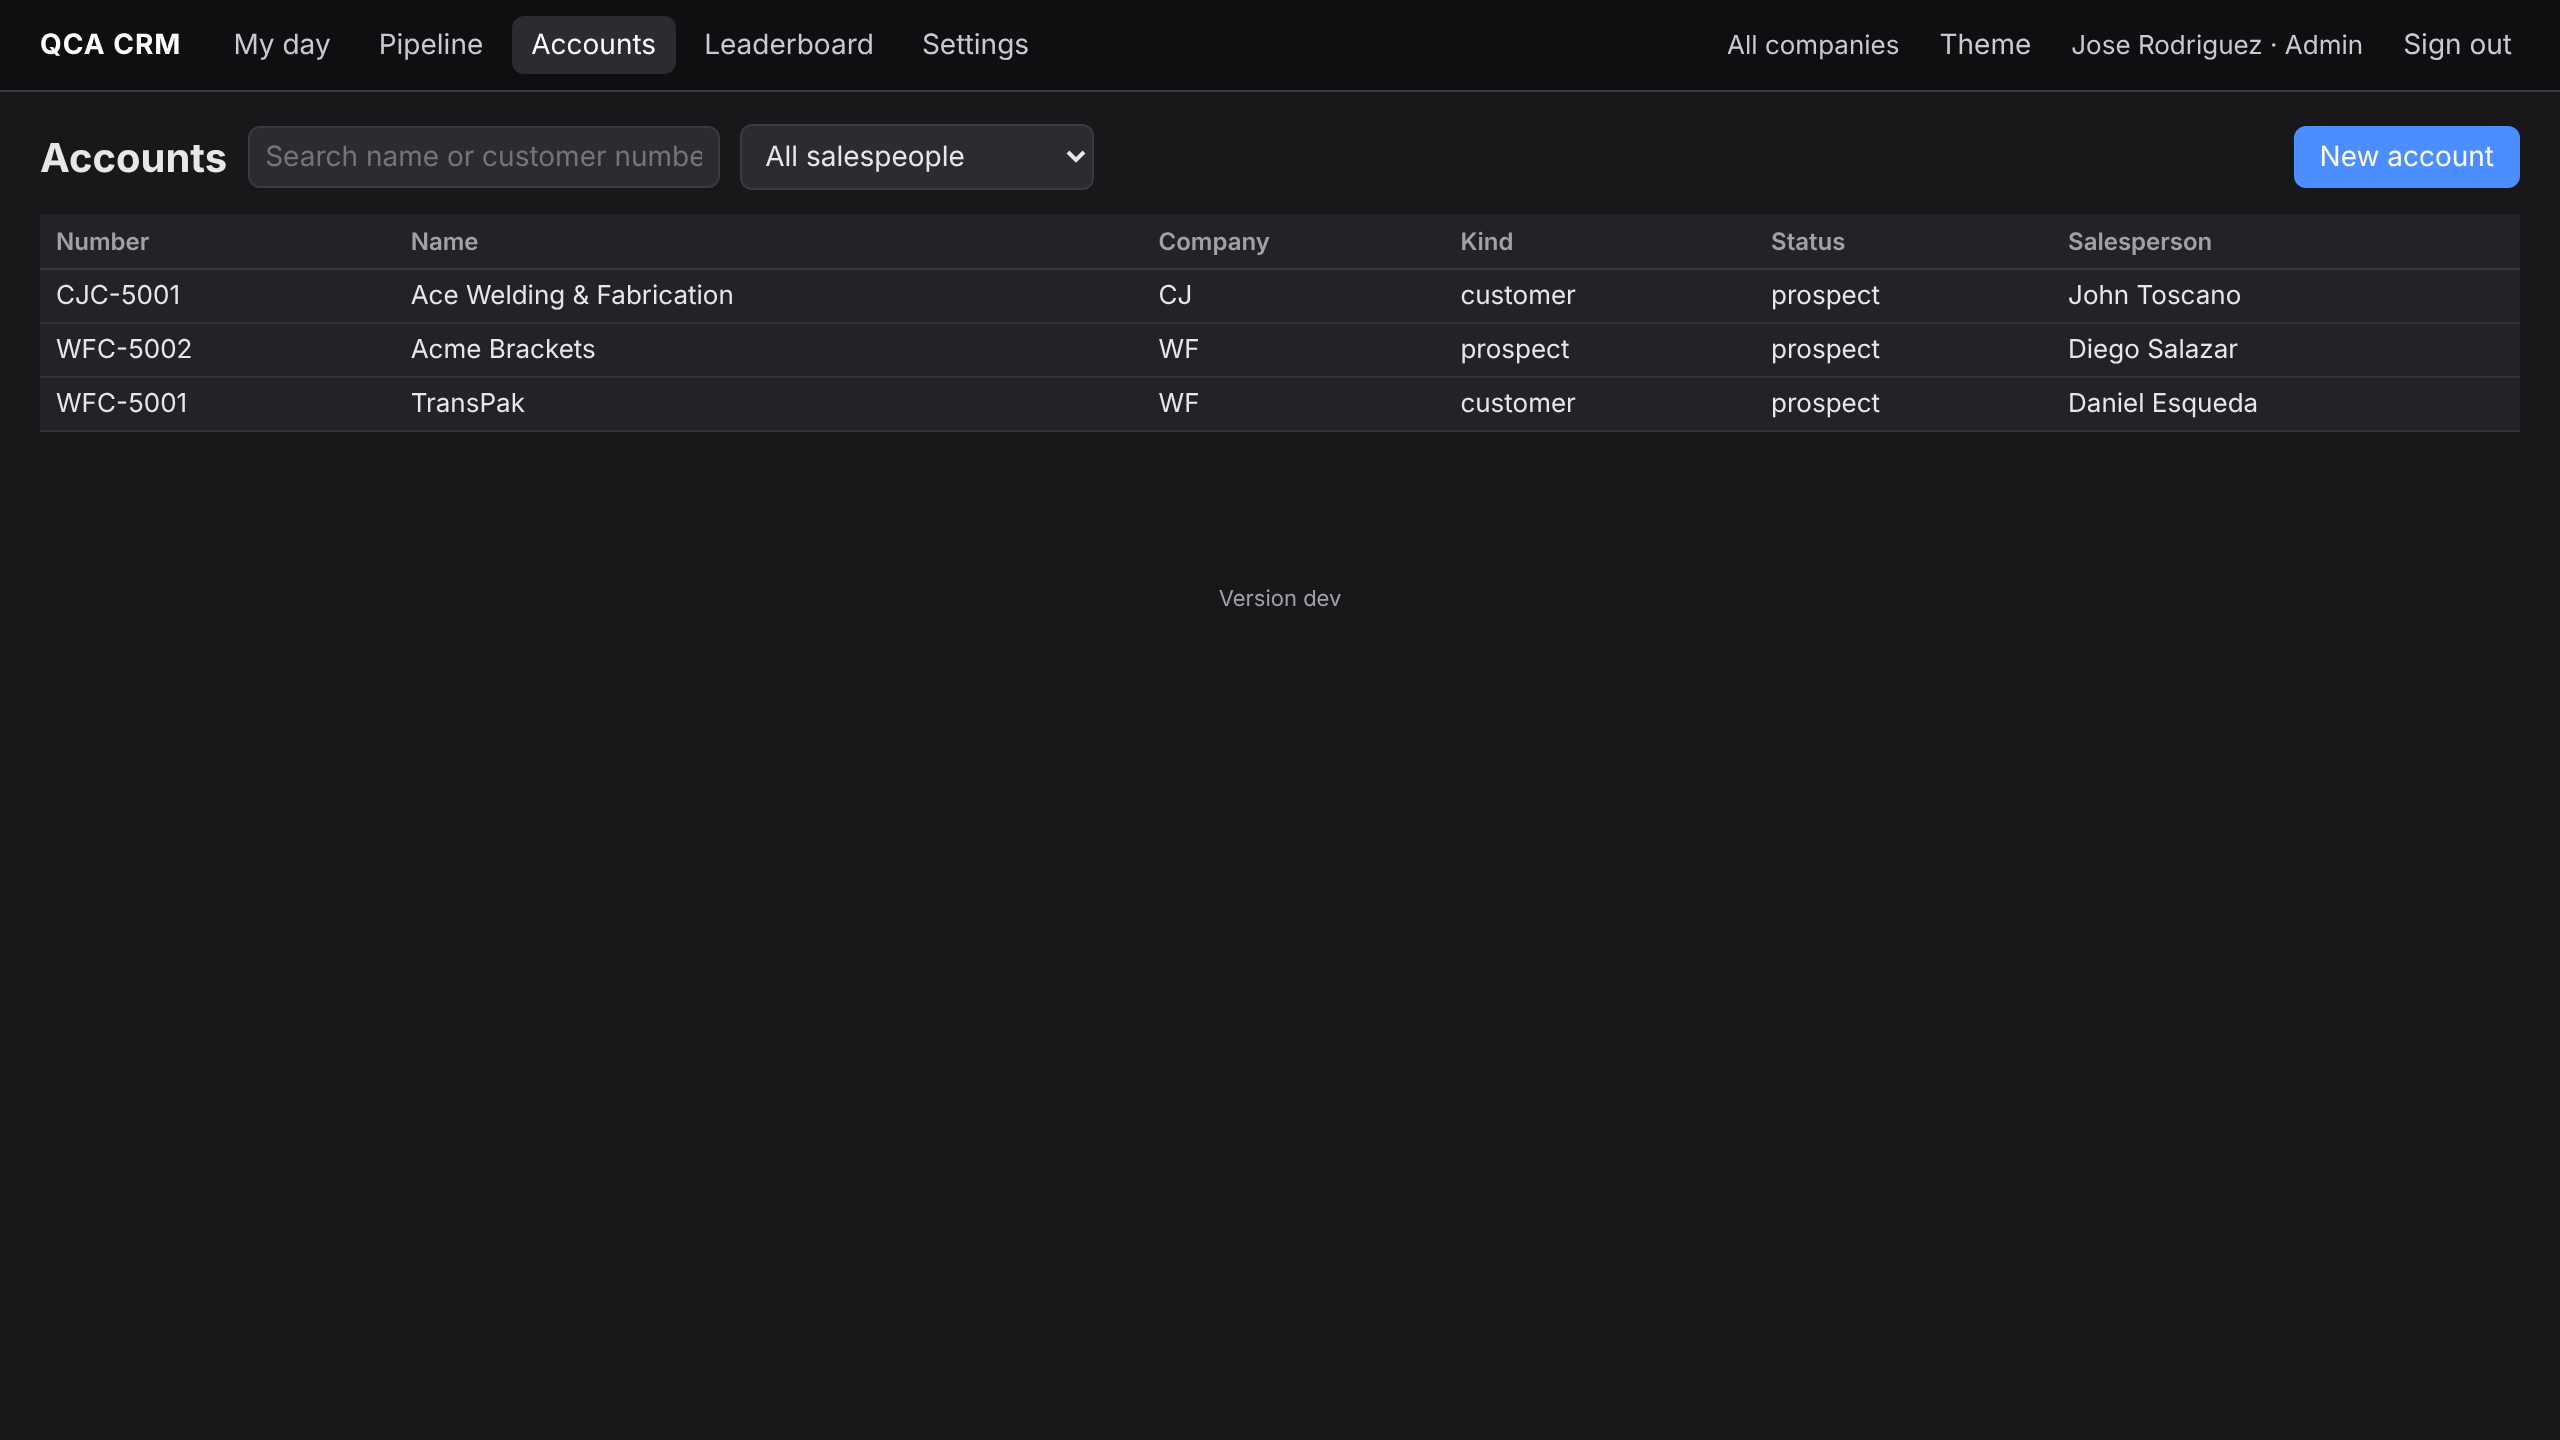 QCA CRM My day Pipeline Accounts Leaderboard Settings All companies Theme Jose Rodriguez · Admin Sign out
Accounts Search name or customer numbe All salespeople New account
Number Name Company Kind Status Salesperson
CJC-5001 Ace Welding & Fabrication CJ customer prospect John Toscano
WFC-5002 Acme Brackets WF prospect prospect Diego Salazar
WFC-5001 TransPak WF customer prospect Daniel Esqueda
Version dev